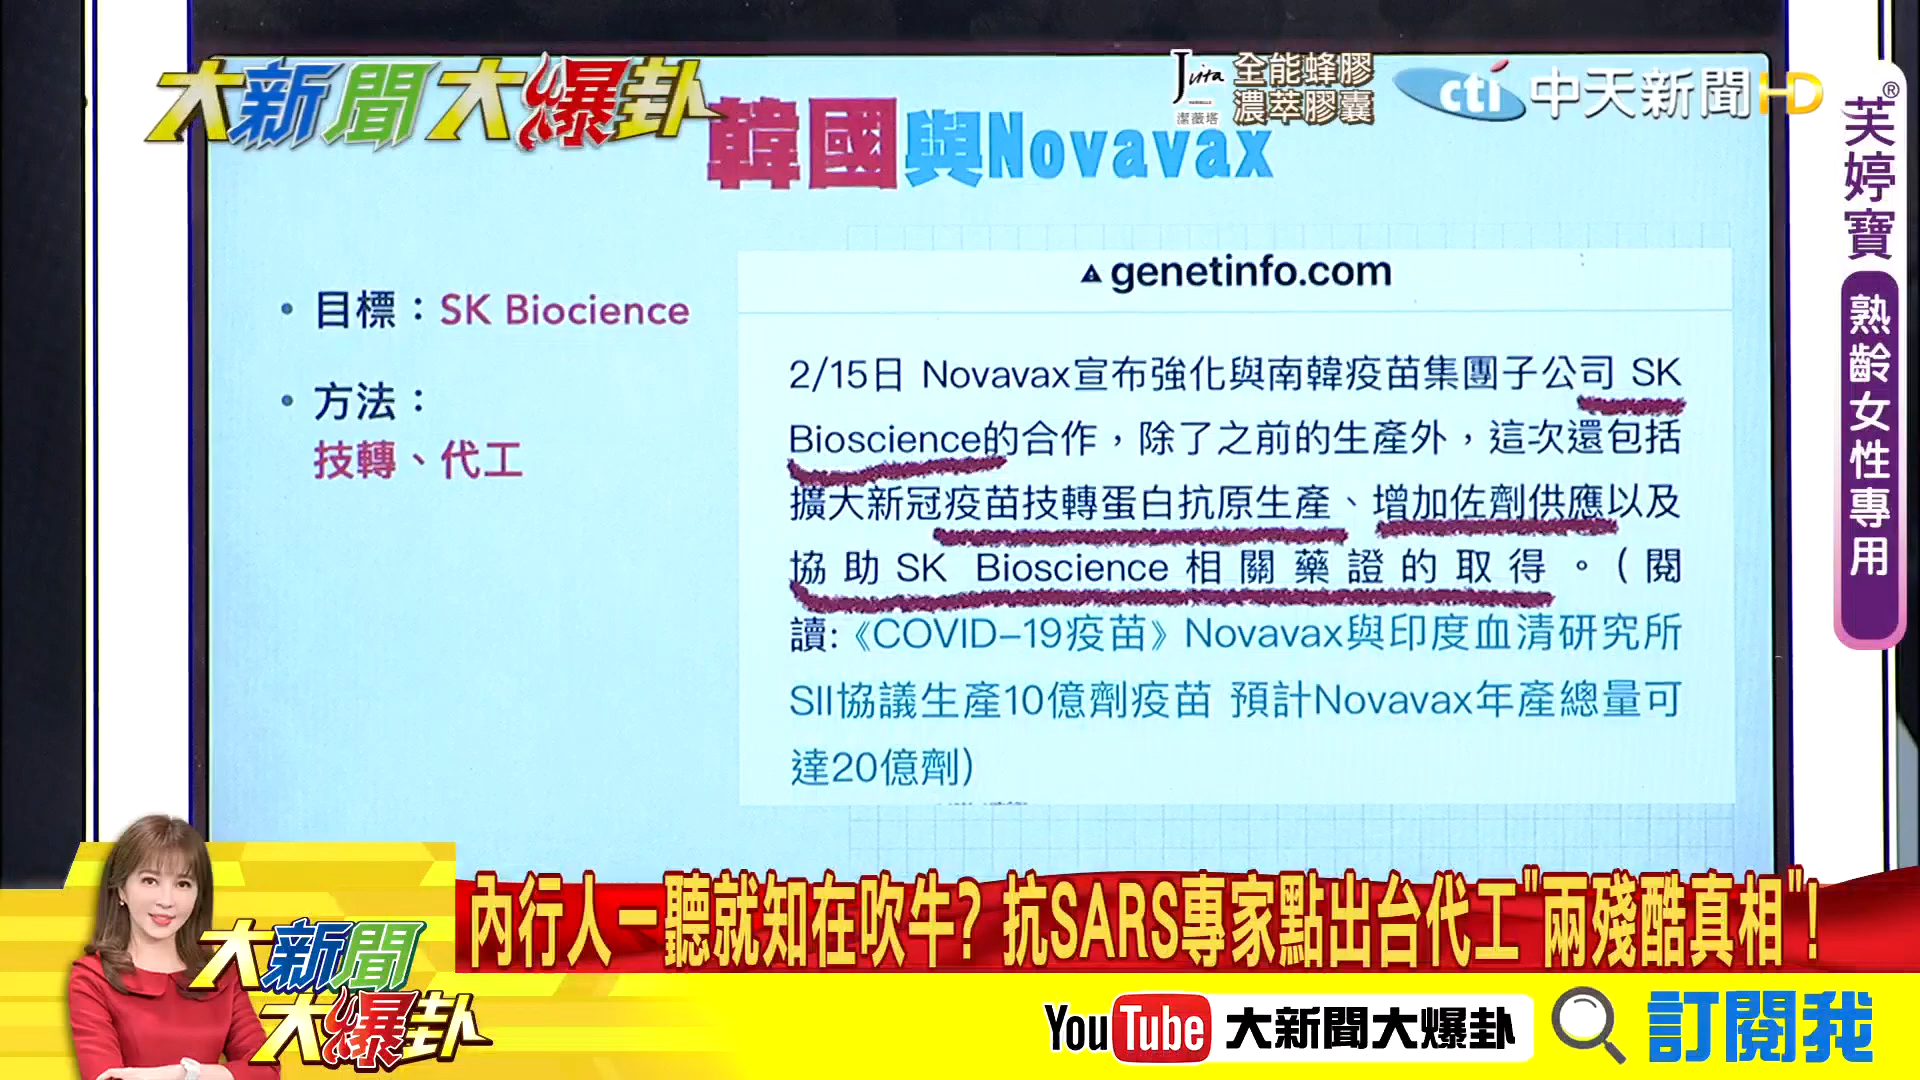 大新聞大爆卦
Jvita
潔薇塔
全能蜂膠
濃萃膠囊
cti 中天新聞HD
韓國與Novavax
• 目標：SK Biocience
• 方法：
技轉、代工
genetinfo.com
2/15日 Novavax宣布強化與南韓疫苗集團子公司 SK
Bioscience的合作，除了之前的生產外，這次還包括
擴大新冠疫苗技轉蛋白抗原生產、增加佐劑供應以及
協助SK Bioscience相關藥證的取得。（閱
讀:《COVID-19疫苗》Novavax與印度血清研究所
SII協議生產10億劑疫苗 預計Novavax年產總量可
達20億劑)
芙婷寶®
熟齡女性專用
內行人一聽就知在吹牛? 抗SARS專家點出台代工"兩殘酷真相"!
大新聞
大爆卦
YouTube 大新聞大爆卦
訂閱我